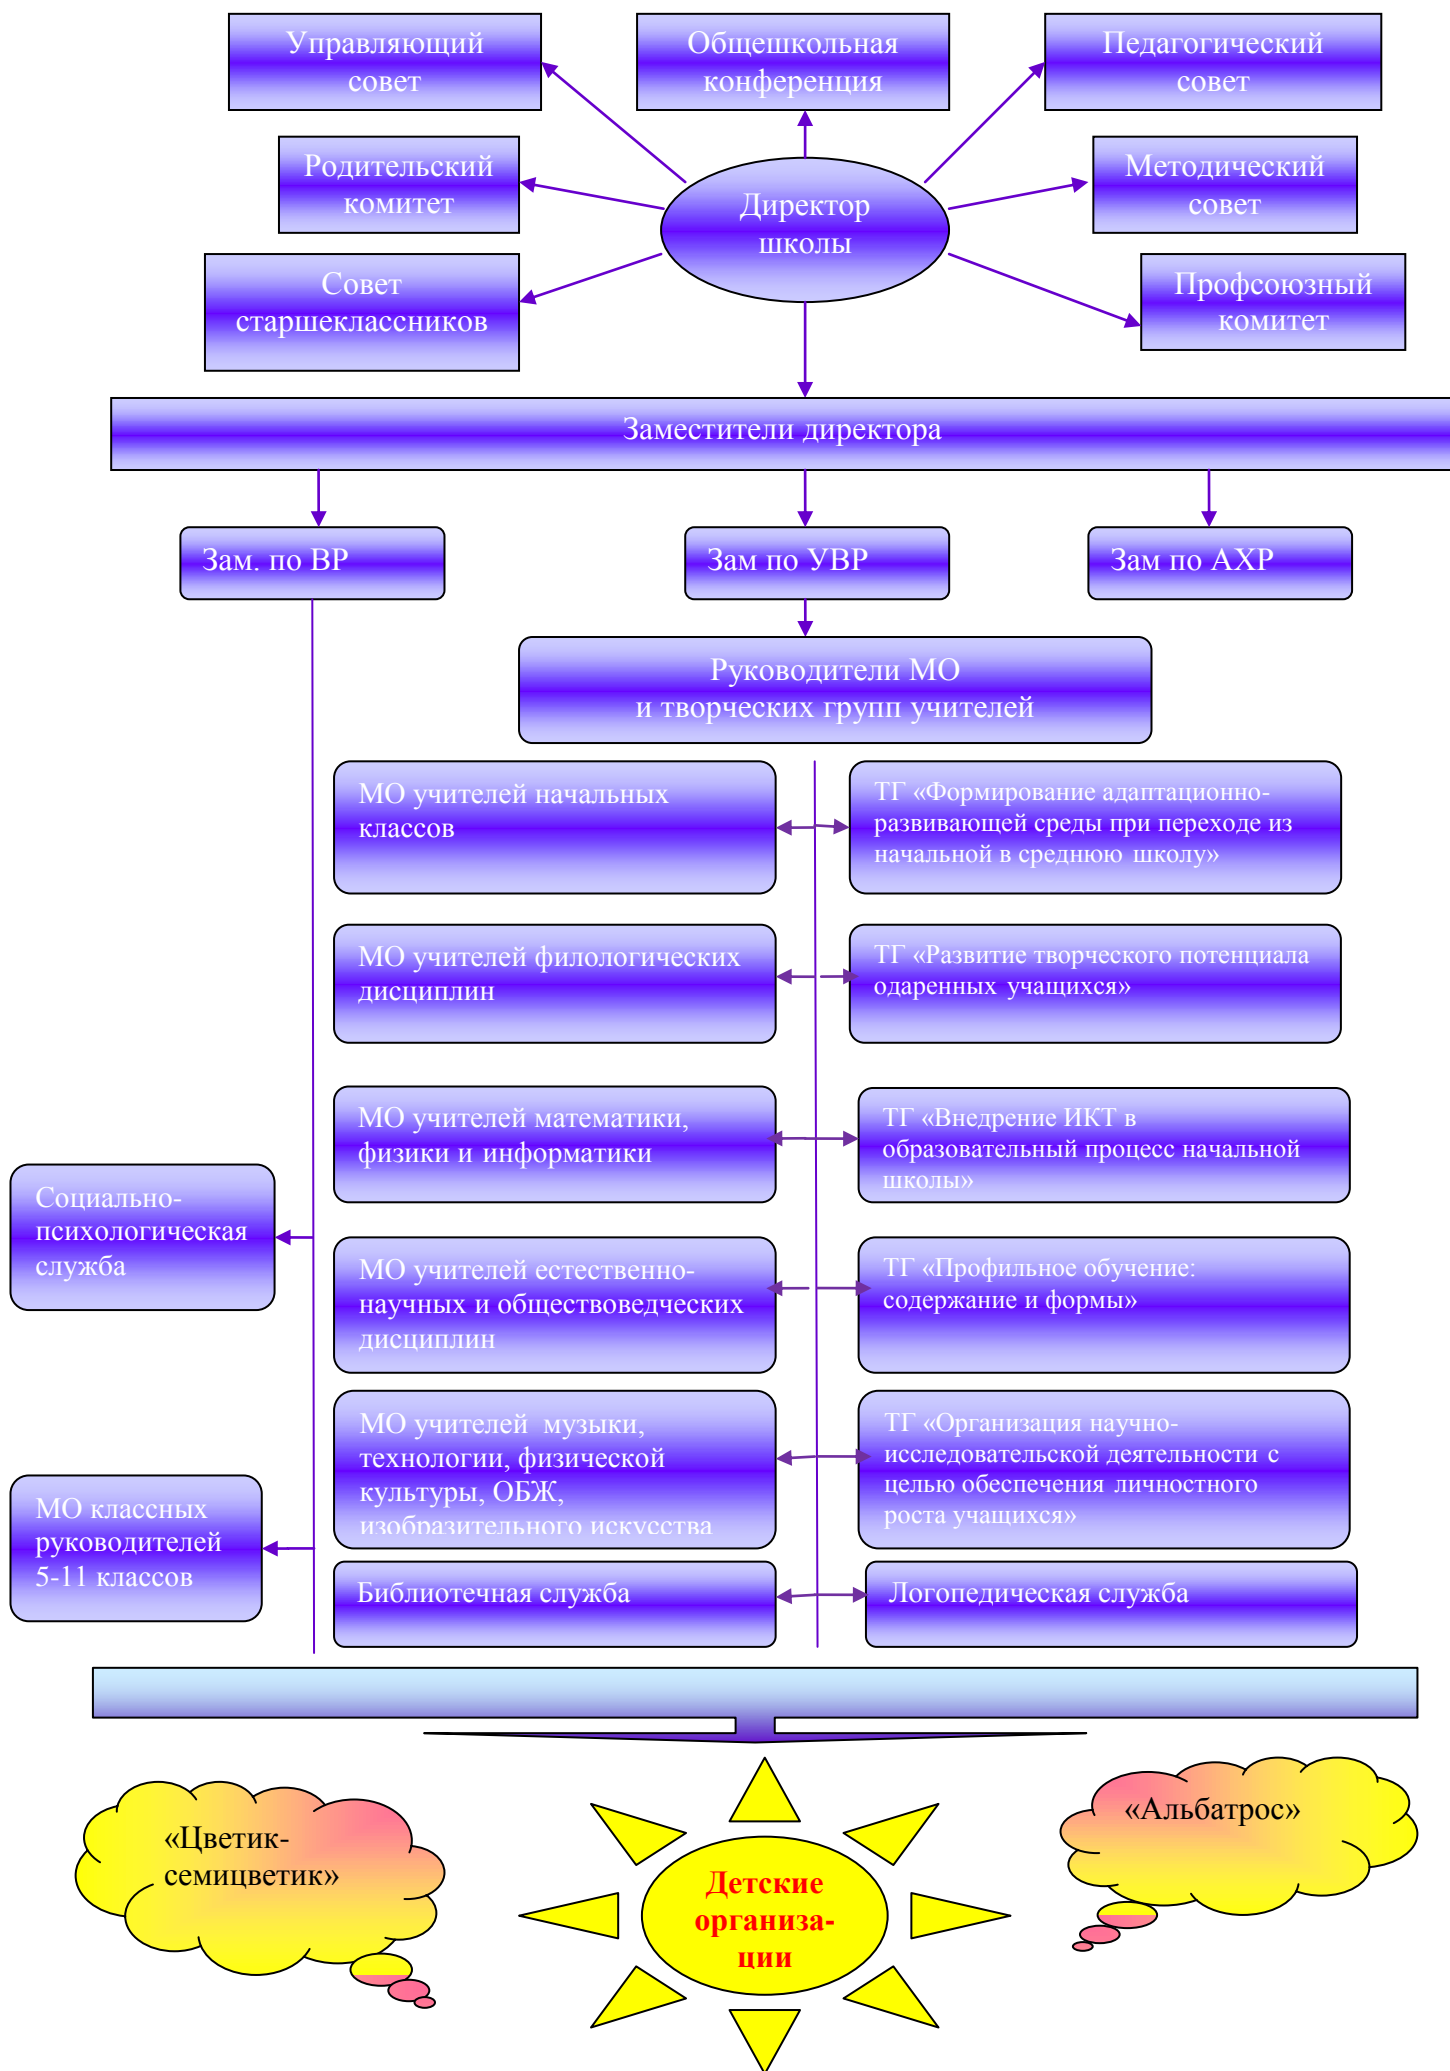 Управляющий
совет
Общешкольная
конференция
Педагогический
совет
Родительский
комитет
Директор
школы
Методический
совет
Совет
старшеклассников
Профсоюзный
комитет
Заместители директора
Зам. по ВР
Зам по УВР
Зам по АХР
Руководители МО
и творческих групп учителей
МО учителей начальных
классов
ТГ «Формирование адаптационно-
развивающей среды при переходе из
начальной в среднюю школу»
МО учителей филологических
дисциплин
ТГ «Развитие творческого потенциала
одаренных учащихся»
МО учителей математики,
физики и информатики
ТГ «Внедрение ИКТ в
образовательный процесс начальной
школы»
Социально-
психологическая
служба
МО учителей естественно-
научных и обществоведческих
дисциплин
ТГ «Профильное обучение:
содержание и формы»
МО учителей  музыки,
технологии, физической
культуры, ОБЖ,
изобразительного искусства
ТГ «Организация научно-
исследовательской деятельности с
целью обеспечения личностного
роста учащихся»
МО классных
руководителей
5-11 классов
Библиотечная служба
Логопедическая служба
«Цветик-
семицветик»
Детские
организа-
ции
«Альбатрос»